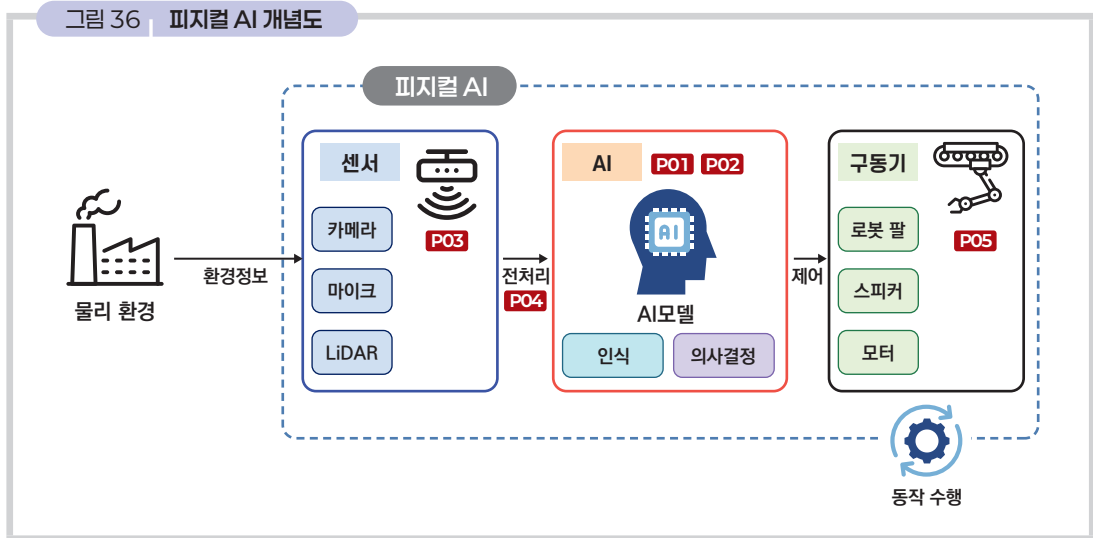 그림 36 피지컬 AI 개념도
피지컬 AI
물리 환경
환경정보
센서
카메라
마이크
LiDAR
P03
전처리
P04
AI
P01 P02
AI
AI모델
인식
의사결정
제어
구동기
P05
로봇 팔
스피커
모터
동작 수행